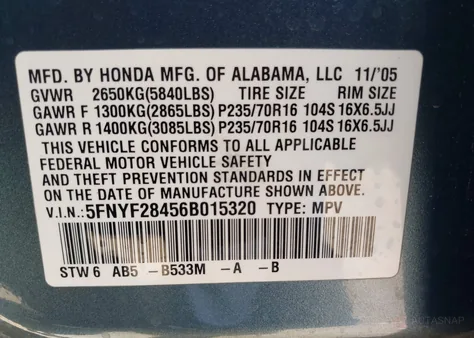 MFD. BY HONDA MFG. OF ALABAMA, LLC 11/'05
GVWR 2650KG(5840LBS) TIRE SIZE RIM SIZE
GAWR F 1300KG(2865LBS) P235/70R16 104S 16X6.5JJ
GAWR R 1400KG(3085LBS) P235/70R16 104S 16X6.5JJ
THIS VEHICLE CONFORMS TO ALL APPLICABLE
FEDERAL MOTOR VEHICLE SAFETY
AND THEFT PREVENTION STANDARDS IN EFFECT
ON THE DATE OF MANUFACTURE SHOWN ABOVE.
V.I.N.: 5FNYF28456B015320 TYPE: MPV
STW 6 AB5 -B533M -A -B